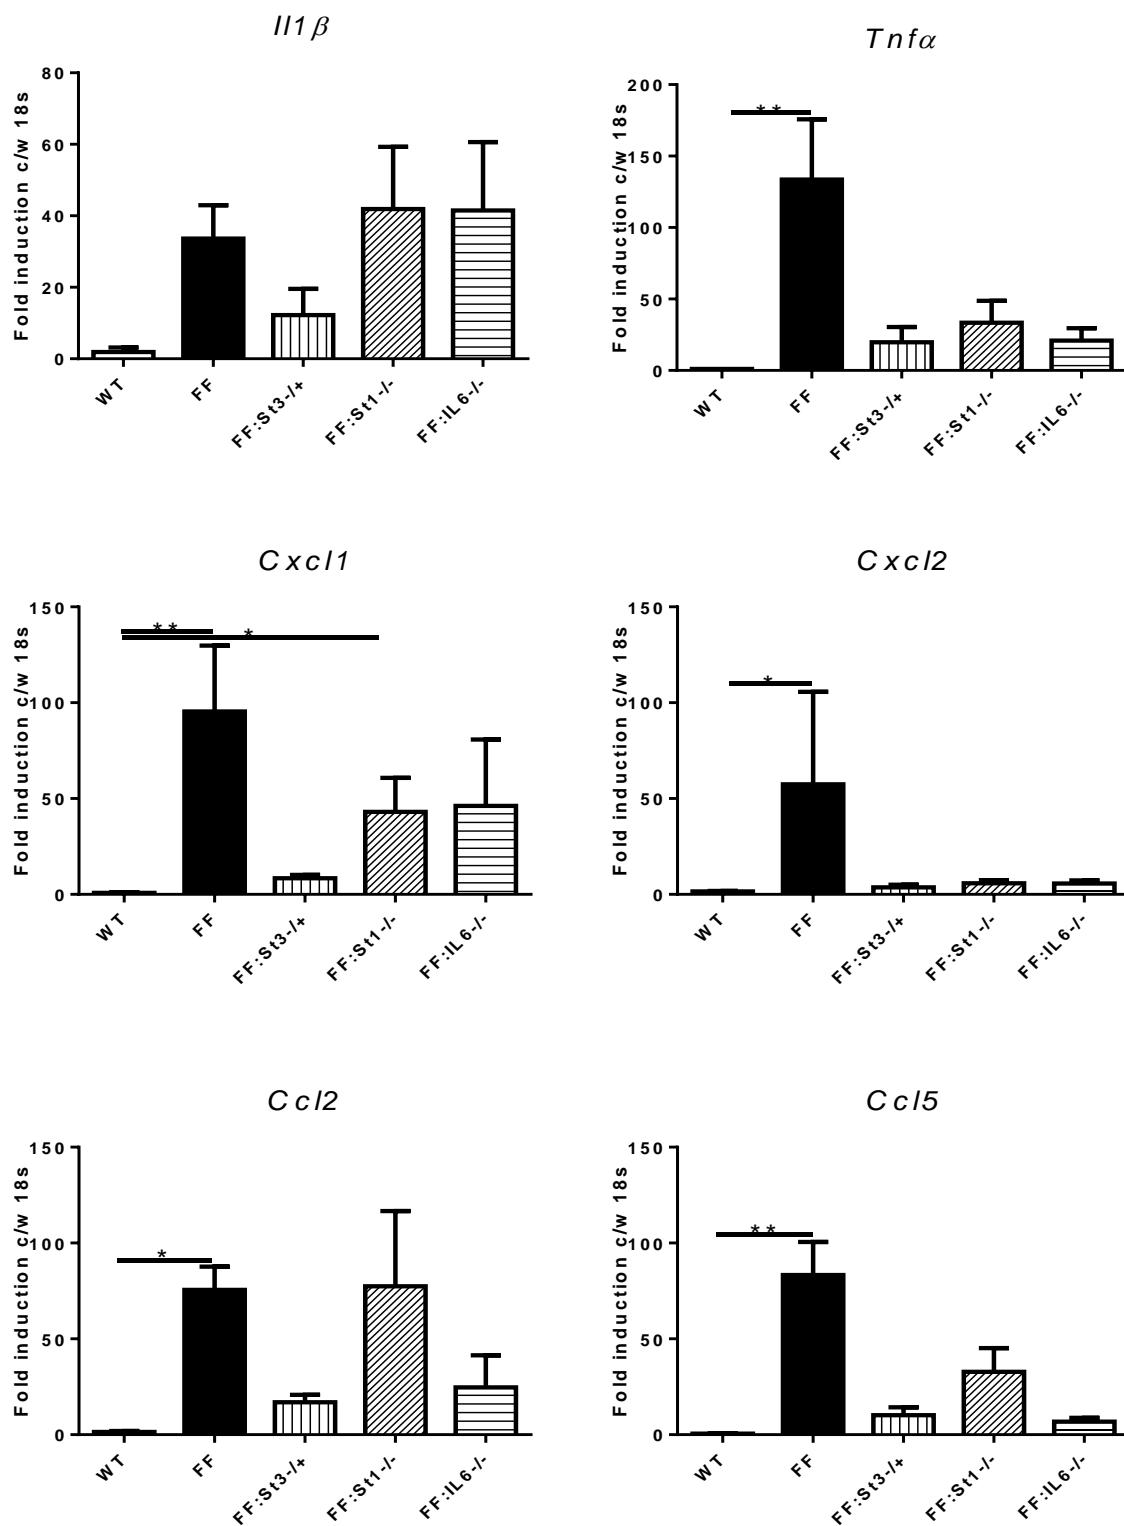 Il1β
Fold induction c/w 18s
80
60
40
20
0
WT
FF
FF:St3-/+
FF:St1-/-
FF:IL6-/-
Tnfα
Fold induction c/w 18s
200
150
100
50
0
**
WT
FF
FF:St3-/+
FF:St1-/-
FF:IL6-/-
Cxcl1
Fold induction c/w 18s
150
100
50
0
**
*
WT
FF
FF:St3-/+
FF:St1-/-
FF:IL6-/-
Cxcl2
Fold induction c/w 18s
150
100
50
0
*
WT
FF
FF:St3-/+
FF:St1-/-
FF:IL6-/-
Ccl2
Fold induction c/w 18s
150
100
50
0
*
WT
FF
FF:St3-/+
FF:St1-/-
FF:IL6-/-
Ccl5
Fold induction c/w 18s
150
100
50
0
**
WT
FF
FF:St3-/+
FF:St1-/-
FF:IL6-/-